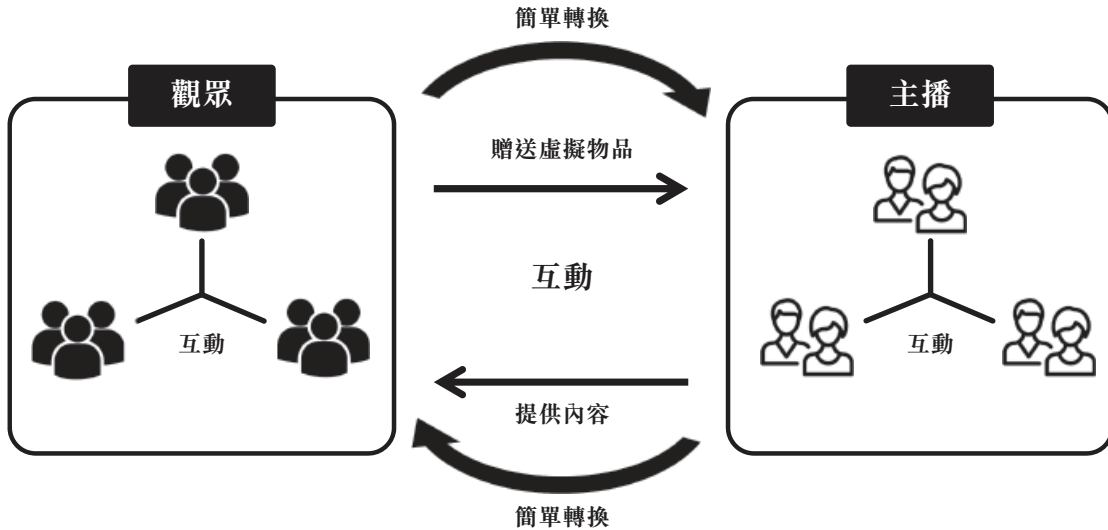 簡單轉換
觀眾
主播
贈送虛擬物品
互動
互動
互動
提供內容
簡單轉換